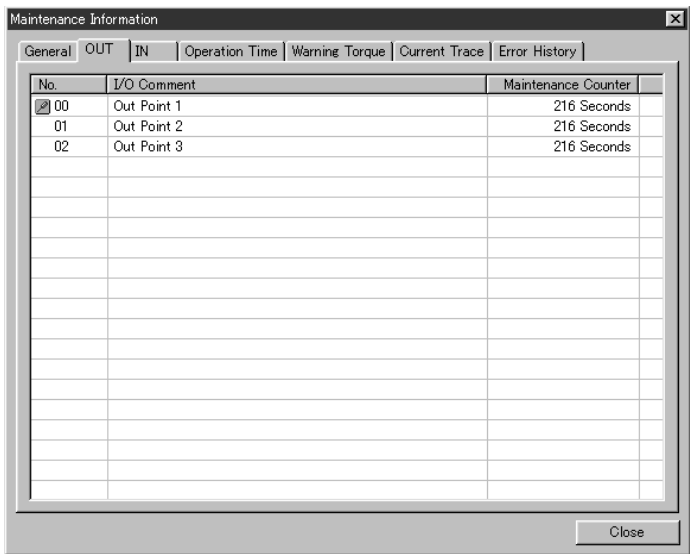 Maintenance Information
General OUT IN Operation Time Warning Torque Current Trace Error History
No. I/O Comment Maintenance Counter
00 Out Point 1 216 Seconds
01 Out Point 2 216 Seconds
02 Out Point 3 216 Seconds
Close